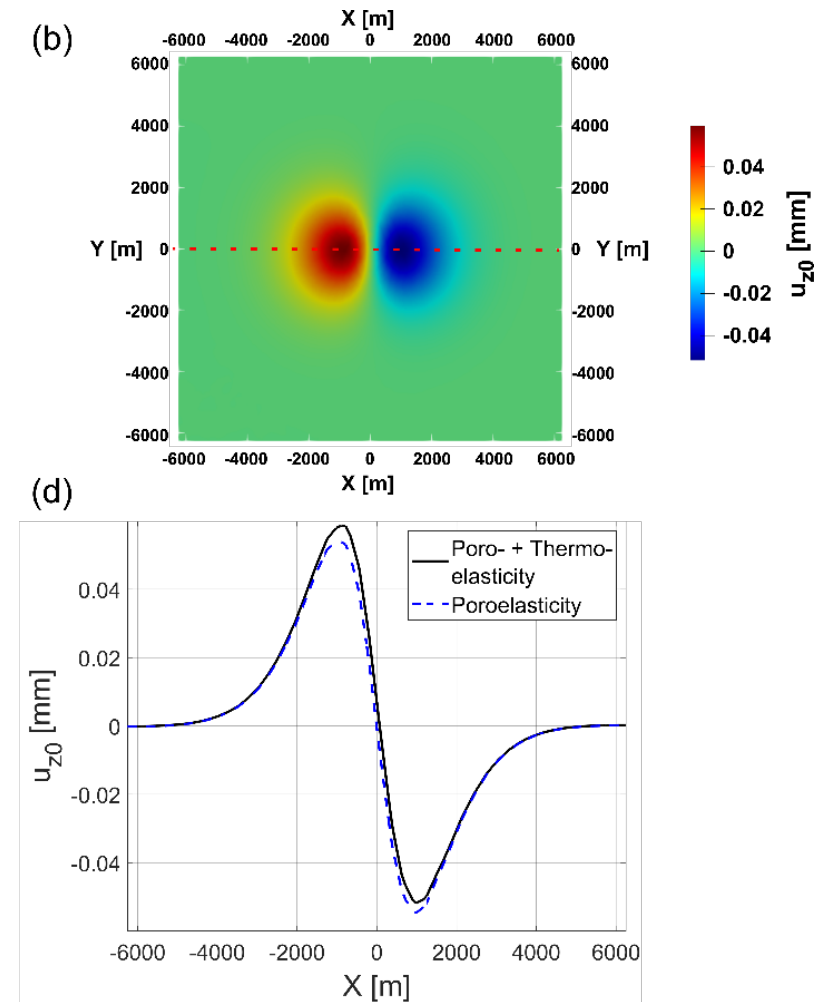 (b)
X [m]
-6000 -4000 -2000 0 2000 4000 6000
6000 6000
4000 4000
2000 2000
Y [m] 0 0 Y [m]
-2000 -2000
-4000 -4000
-6000 -6000
-6000 -4000 -2000 0 2000 4000 6000
X [m]
0.04
0.02
0
-0.02
-0.04
uz0 [mm]
(d)
Poro- + Thermo-
elasticity
Poroelasticity
0.04
0.02
0
-0.02
-0.04
uz0 [mm]
-6000 -4000 -2000 0 2000 4000 6000
X [m]